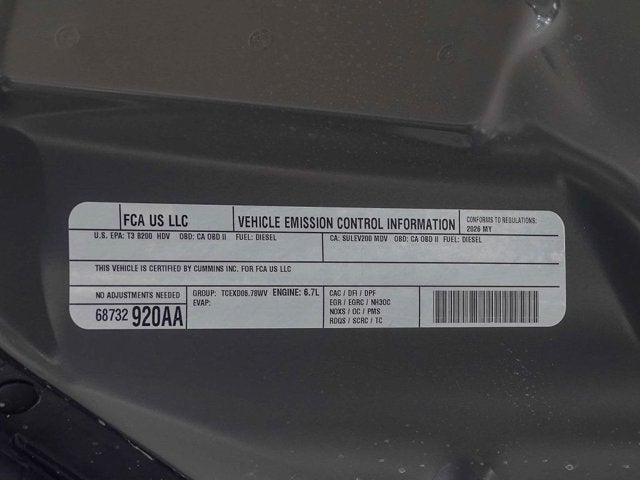 FCA US LLC
VEHICLE EMISSION CONTROL INFORMATION
CONFORMS TO REGULATIONS:
2026 MY
U.S. EPA: T3 B200 HDV OBD: CA OBD II FUEL: DIESEL
CA: SULEV200 MDV OBD: CA OBD II FUEL: DIESEL
THIS VEHICLE IS CERTIFIED BY CUMMINS INC. FOR FCA US LLC
NO ADJUSTMENTS NEEDED
68732 920AA
GROUP: TCEXD06.78WV ENGINE: 6.7L
EVAP:
CAC / DFI / DPF
EGR / EGRC / NH3OC
NOXS / OC / PMS
RDQS / SCRC / TC